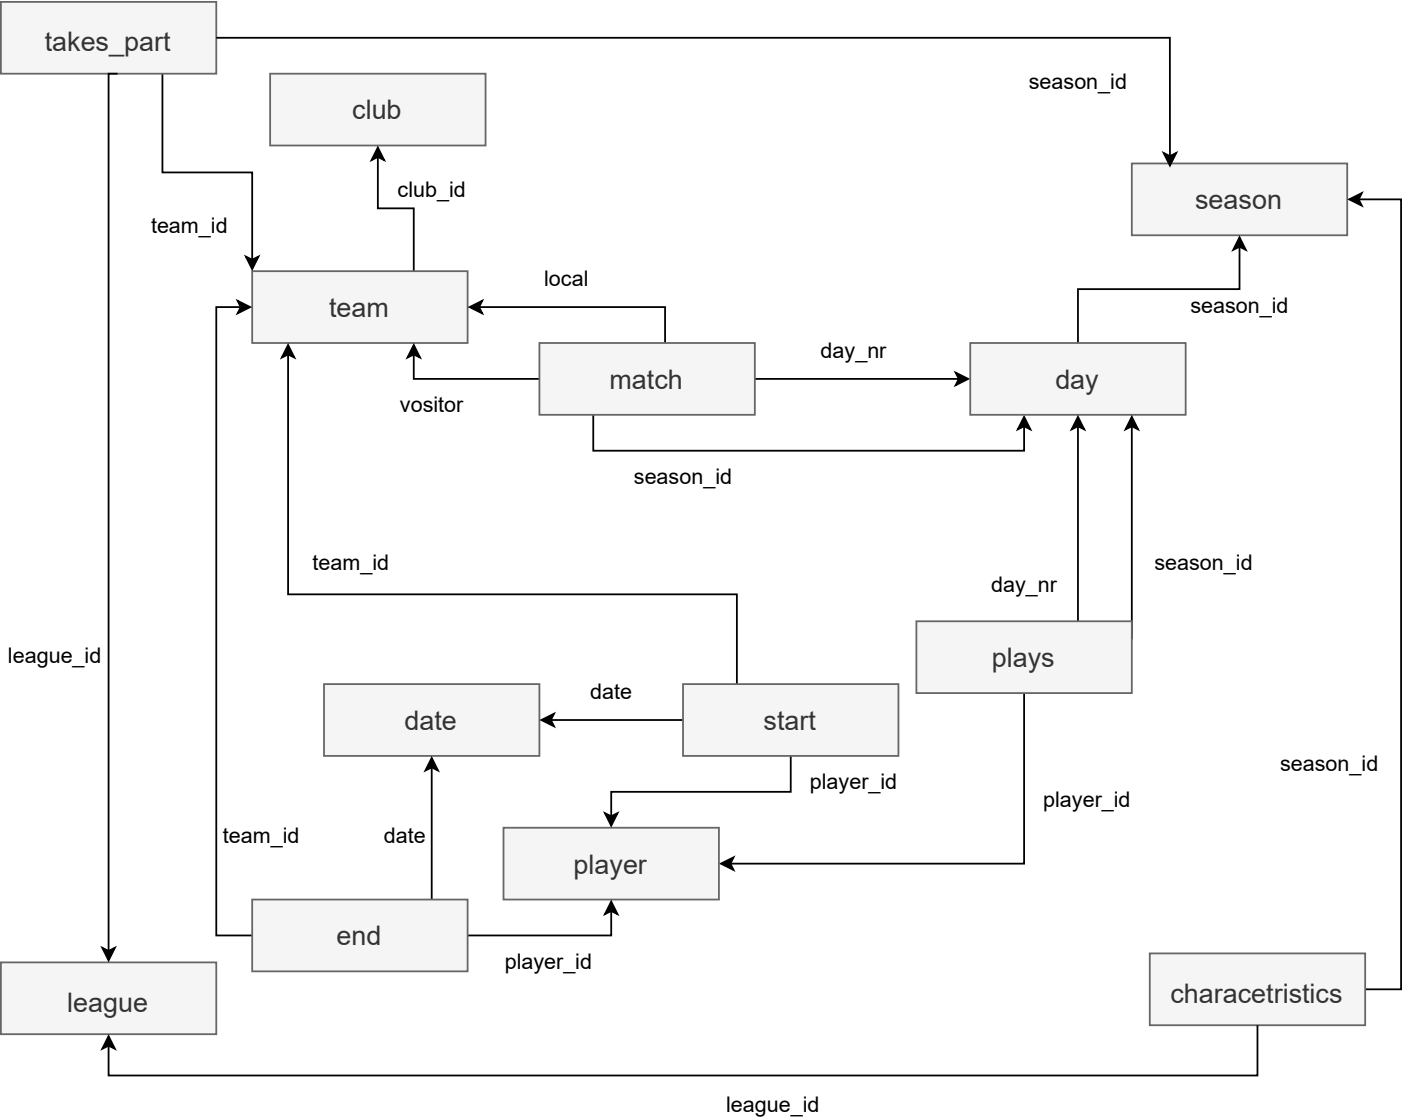 takes_part
season_id
club
club_id
season
team_id
local
team
season_id
day_nr
match
day
vositor
season_id
team_id
season_id
day_nr
league_id
plays
date
date
start
season_id
player_id
player_id
team_id
date
player
end
player_id
league
characetristics
league_id